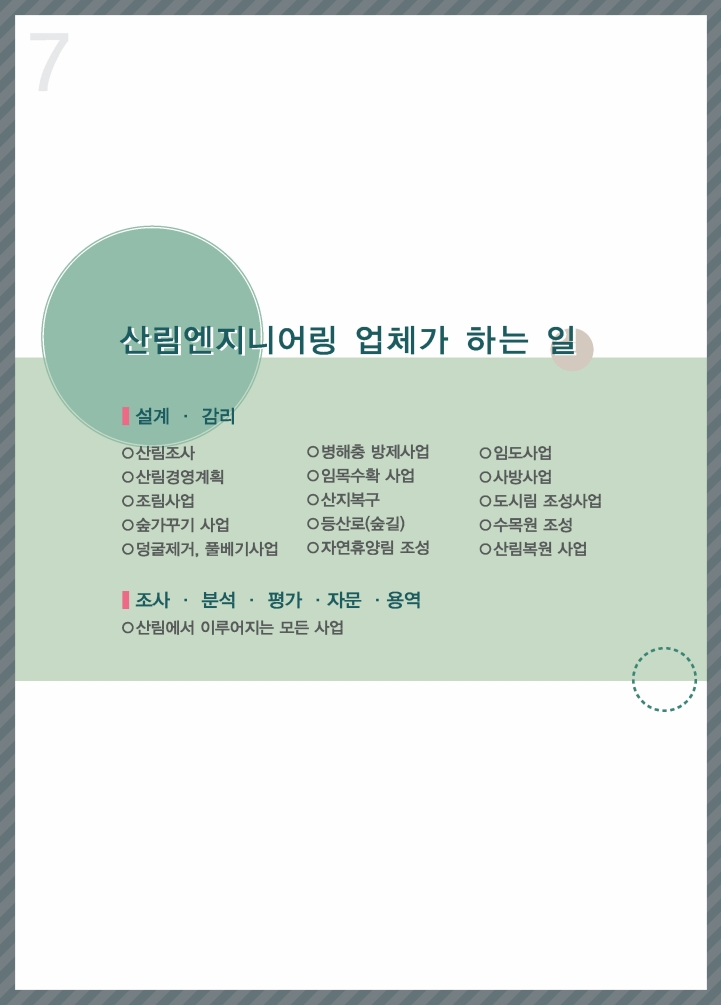 7
산림엔지니어링 업체가 하는 일
설계 · 감리
○산림조사
○산림경영계획
○조림사업
○숲가꾸기 사업
○덩굴제거, 풀베기사업
○병해충 방제사업
○임목수확 사업
○산지복구
○등산로(숲길)
○자연휴양림 조성
○임도사업
○사방사업
○도시림 조성사업
○수목원 조성
○산림복원 사업
조사 · 분석 · 평가 · 자문 · 용역
○산림에서 이루어지는 모든 사업